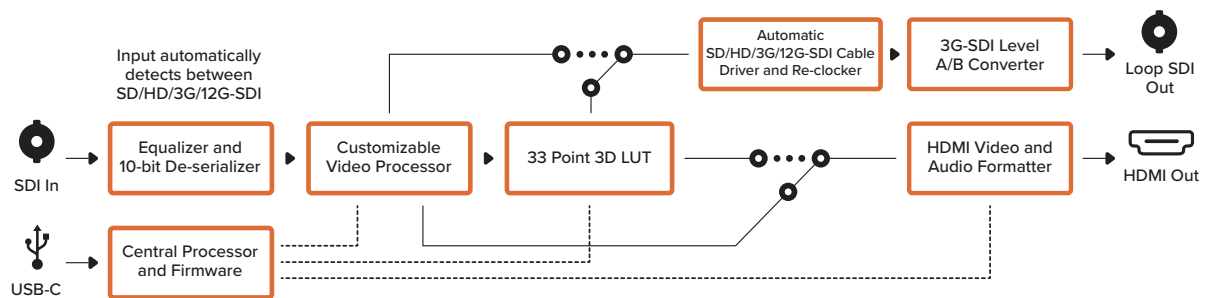 Input automatically
detects between
SD/HD/3G/12G-SDI
SDI In
Equalizer and
10-bit De-serializer
Customizable
Video Processor
33 Point 3D LUT
Automatic
SD/HD/3G/12G-SDI Cable
Driver and Re-clocker
3G-SDI Level
A/B Converter
Loop SDI
Out
HDMI Video and
Audio Formatter
HDMI Out
USB-C
Central Processor
and Firmware